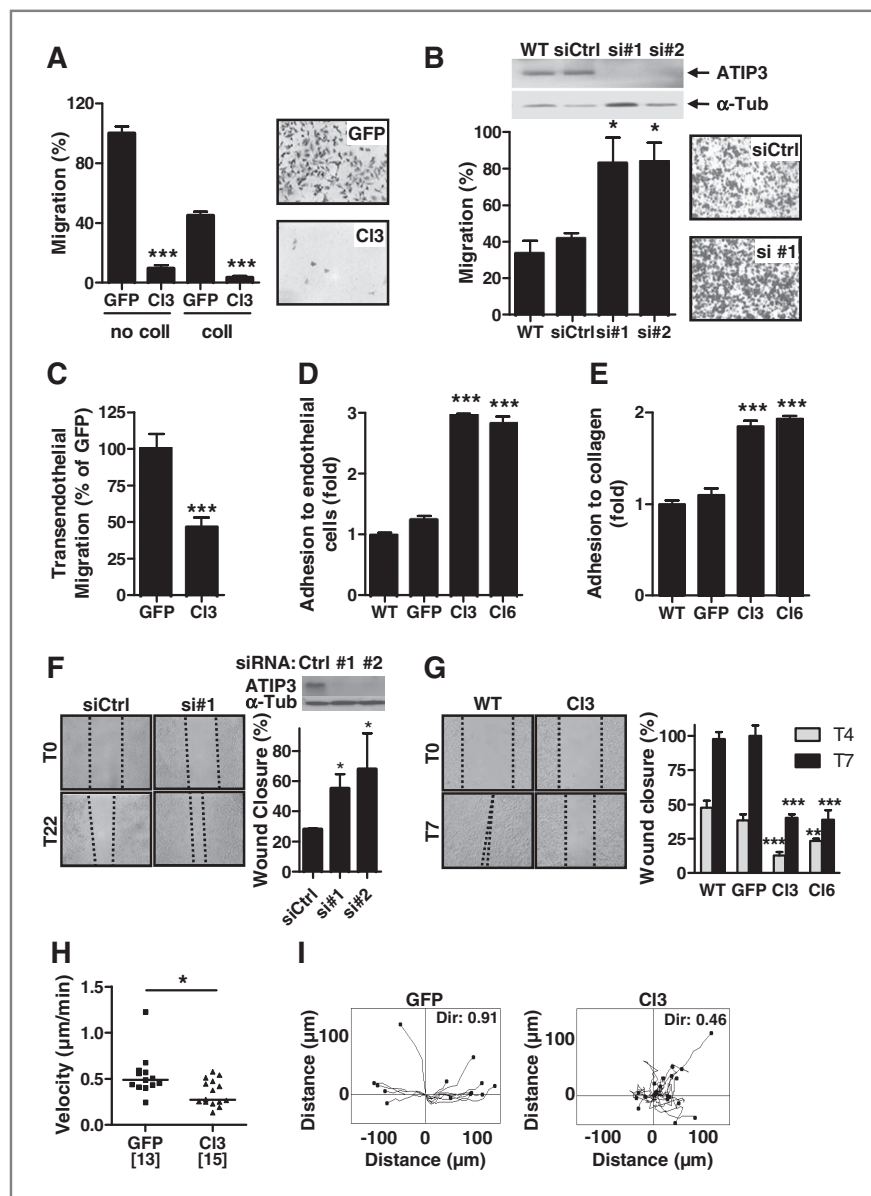 A
Migration (%)
120
80
40
0
GFP Cl3 GFP Cl3
no coll coll
*** ***
GFP
Cl3
B
WT siCtrl si#1 si#2
ATIP3
α-Tub
Migration (%)
100
80
60
40
20
0
* *
WT siCtrl si#1 si#2
siCtrl
si #1
C
Transendothelial
Migration (% of GFP)
125
100
75
50
25
0
***
GFP Cl3
D
Adhesion to endothelial
cells (fold)
3
2
1
0
*** ***
WT GFP Cl3 Cl6
E
Adhesion to collagen
(fold)
2
1
0
*** ***
WT GFP Cl3 Cl6
F
siCtrl si#1
T0
T22
siRNA: Ctrl #1 #2
ATIP3
α-Tub
Wound Closure (%)
80
60
40
20
0
* *
siCtrl si#1 si#2
G
WT Cl3
T0
T7
Wound closure (%)
100
75
50
25
0
T4
T7
*** *** ** ***
WT GFP Cl3 Cl6
H
Velocity (µm/min)
1.5
1.0
0.5
0.0
*
GFP Cl3
[13] [15]
I
GFP
Dir: 0.91
Distance (µm)
100
0
-100 0 100
Distance (µm)
Cl3
Dir: 0.46
Distance (µm)
100
0
-100 0 100
Distance (µm)